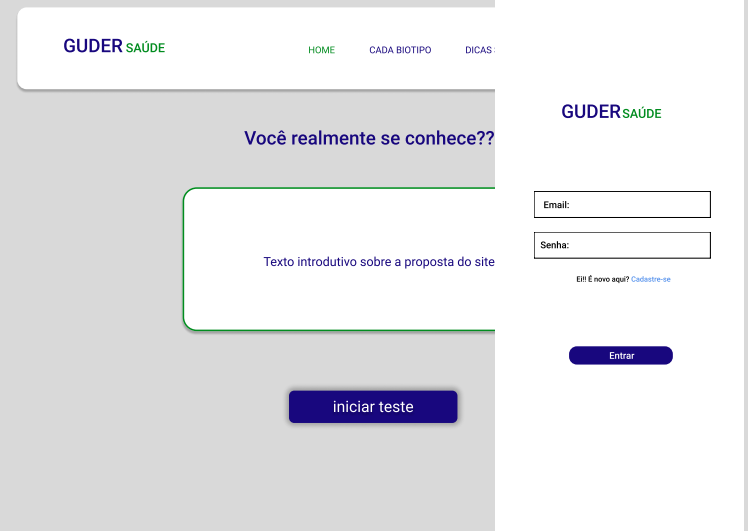 GUDER SAÚDE
HOME CADA BIOTIPO DICAS
Você realmente se conhece??
Texto introdutivo sobre a proposta do site
iniciar teste
GUDER SAÚDE
Email:
Senha:
Ei!! É novo aqui? Cadastre-se
Entrar